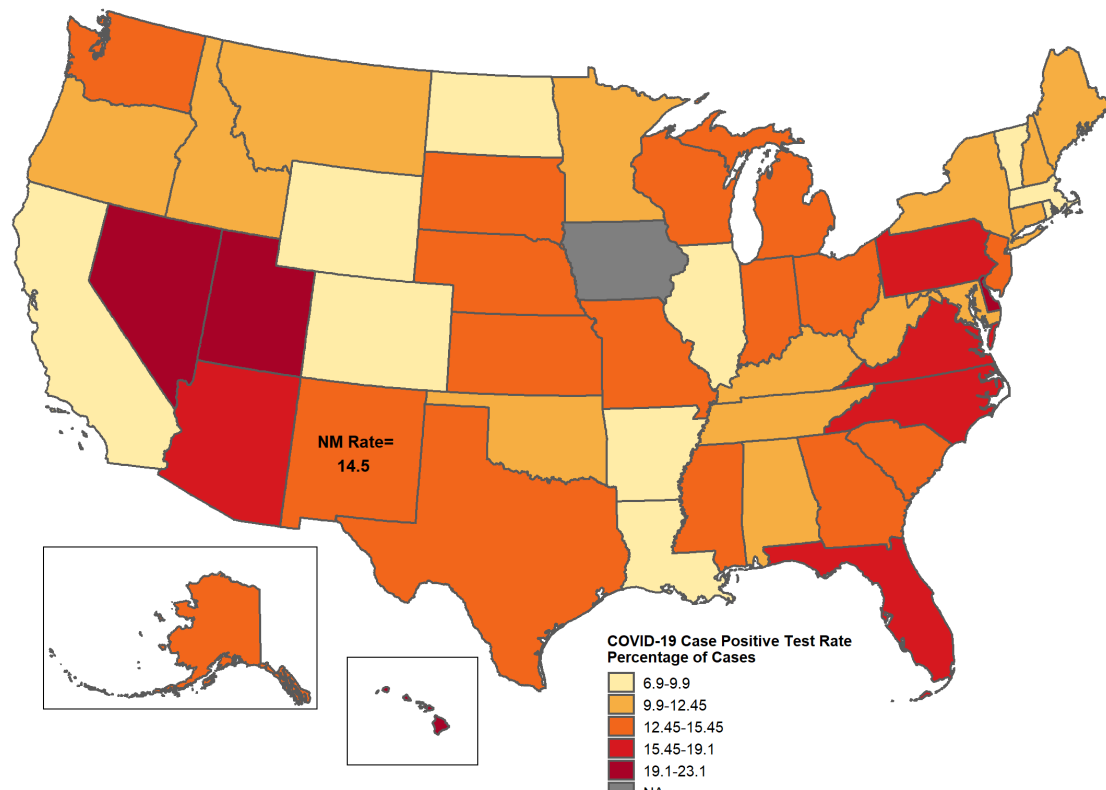 NM Rate=
14.5
COVID-19 Case Positive Test Rate
Percentage of Cases
6.9-9.9
9.9-12.45
12.45-15.45
15.45-19.1
19.1-23.1
NA